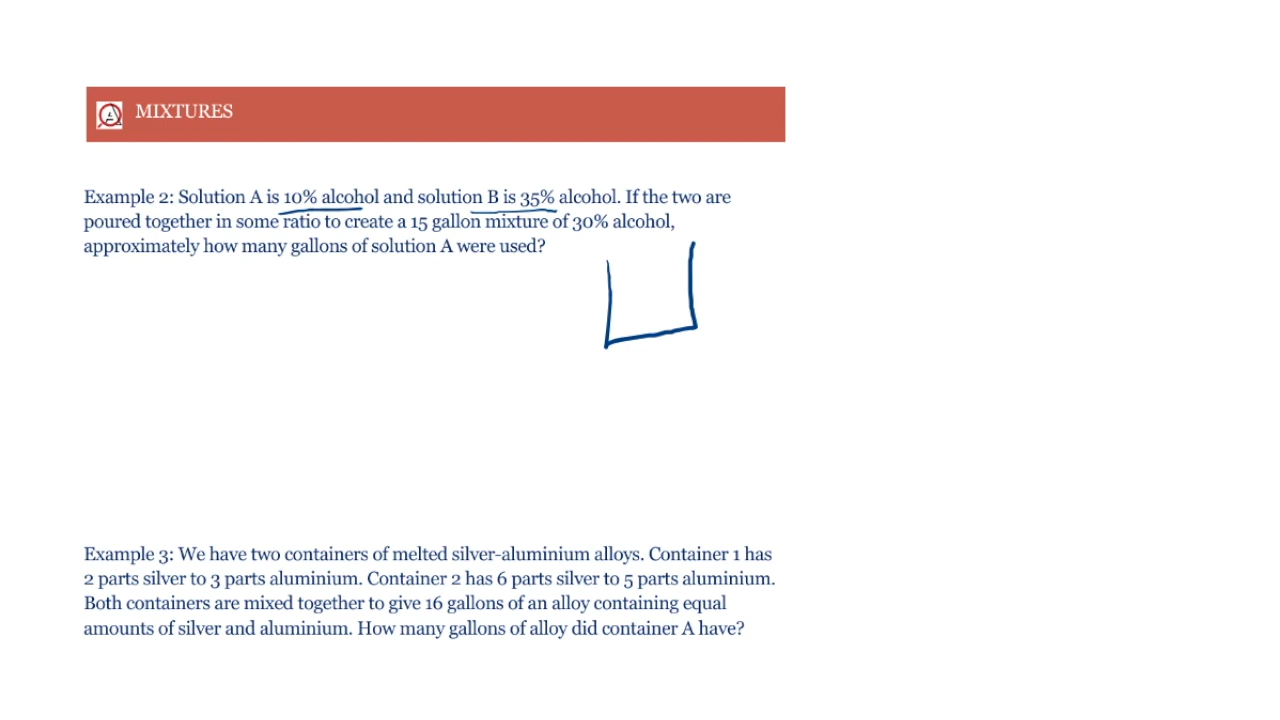 MIXTURES
Example 2: Solution A is 10% alcohol and solution B is 35% alcohol. If the two are
poured together in some ratio to create a 15 gallon mixture of 30% alcohol,
approximately how many gallons of solution A were used?
Example 3: We have two containers of melted silver-aluminium alloys. Container 1 has
2 parts silver to 3 parts aluminium. Container 2 has 6 parts silver to 5 parts aluminium.
Both containers are mixed together to give 16 gallons of an alloy containing equal
amounts of silver and aluminium. How many gallons of alloy did container A have?